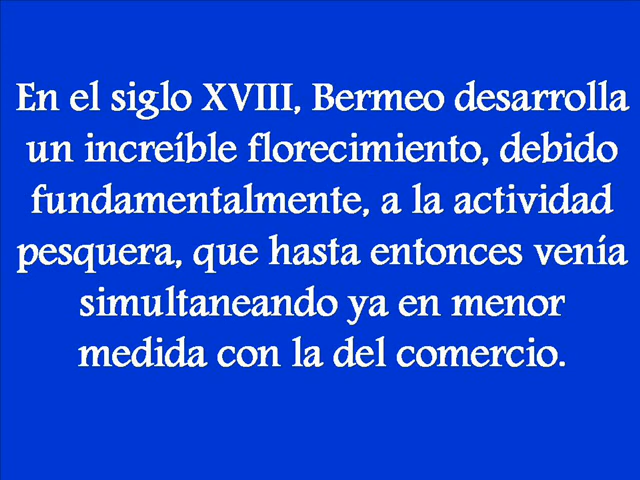 En el siglo XVIII, Bermeo desarrolla
un increíble florecimiento, debido
fundamentalmente, a la actividad
pesquera, que hasta entonces venía
simultaneando ya en menor
medida con la del comercio.